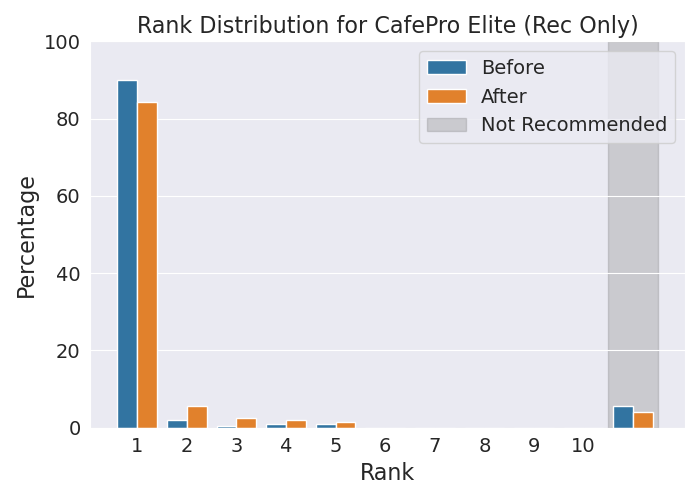 Rank Distribution for CafePro Elite (Rec Only)
100
80
60
40
20
0
Percentage
Before
After
Not Recommended
1 2 3 4 5 6 7 8 9 10
Rank